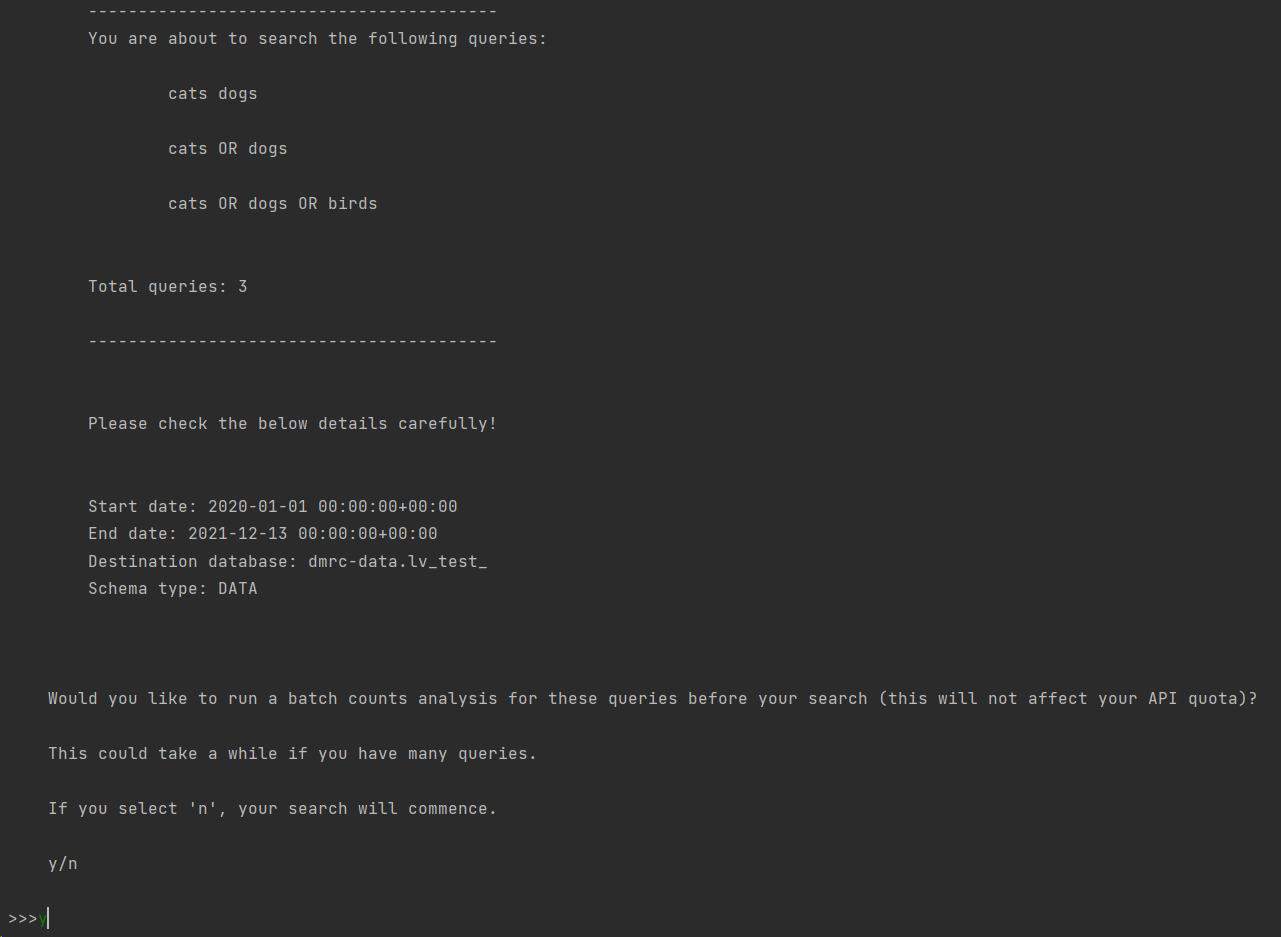 -----------------------------------------
You are about to search the following queries:
cats dogs
cats OR dogs
cats OR dogs OR birds
Total queries: 3
-----------------------------------------
Please check the below details carefully!
Start date: 2020-01-01 00:00:00+00:00
End date: 2021-12-13 00:00:00+00:00
Destination database: dmrc-data.lv_test_
Schema type: DATA
Would you like to run a batch counts analysis for these queries before your search (this will not affect your API quota)?
This could take a while if you have many queries.
If you select 'n', your search will commence.
y/n
>>>y